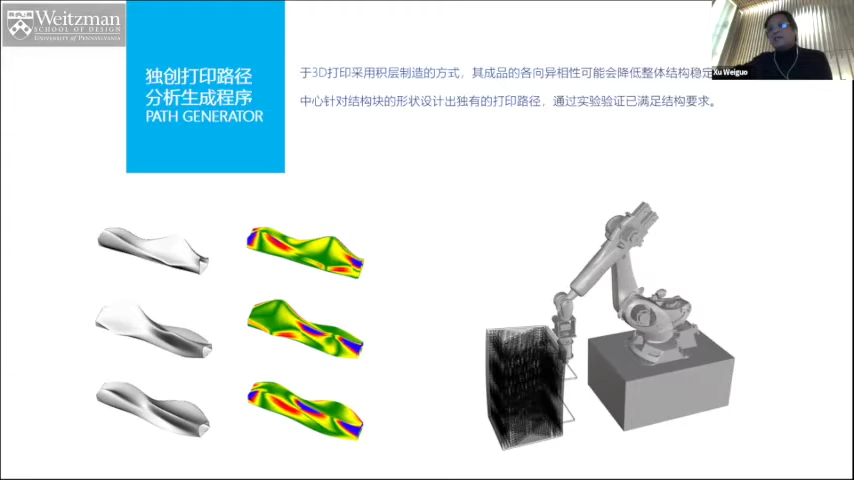 Weitzman
SCHOOL OF DESIGN
UNIVERSITY OF PENNSYLVANIA
独创打印路径
分析生成程序
PATH GENERATOR
于3D打印采用积层制造的方式，其成品的各向异相性可能会降低整体结构稳定
中心针对结构块的形状设计出独有的打印路径，通过实验验证已满足结构要求。
Xu Weiguo